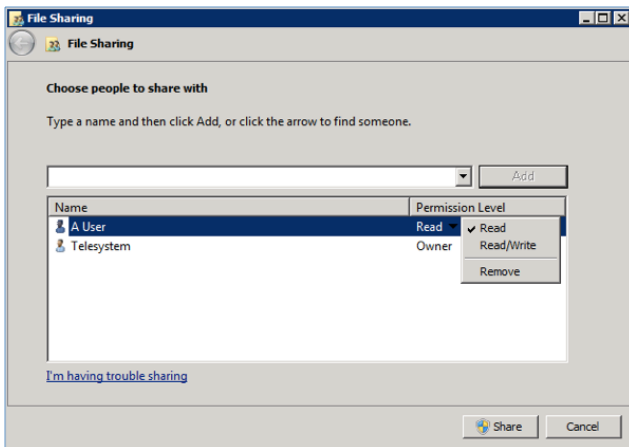 File Sharing
File Sharing
Choose people to share with
Type a name and then click Add, or click the arrow to find someone.
Add
Name Permission Level
A User Read Read
Read/Write
Telesystem Owner
Remove
I'm having trouble sharing
Share Cancel